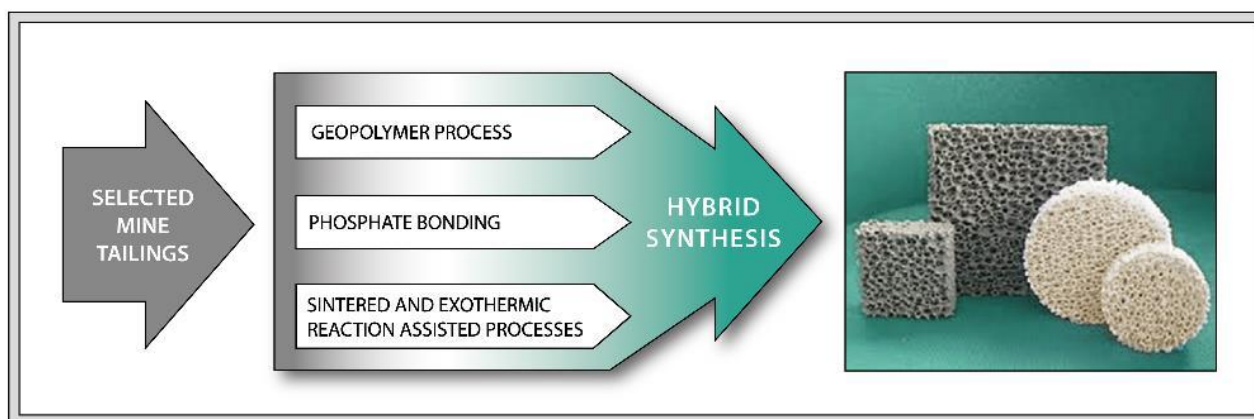 SELECTED
MINE
TAILINGS
GEOPOLYMER PROCESS
PHOSPHATE BONDING
SINTERED AND EXOTHERMIC
REACTION ASSISTED PROCESSES
HYBRID
SYNTHESIS